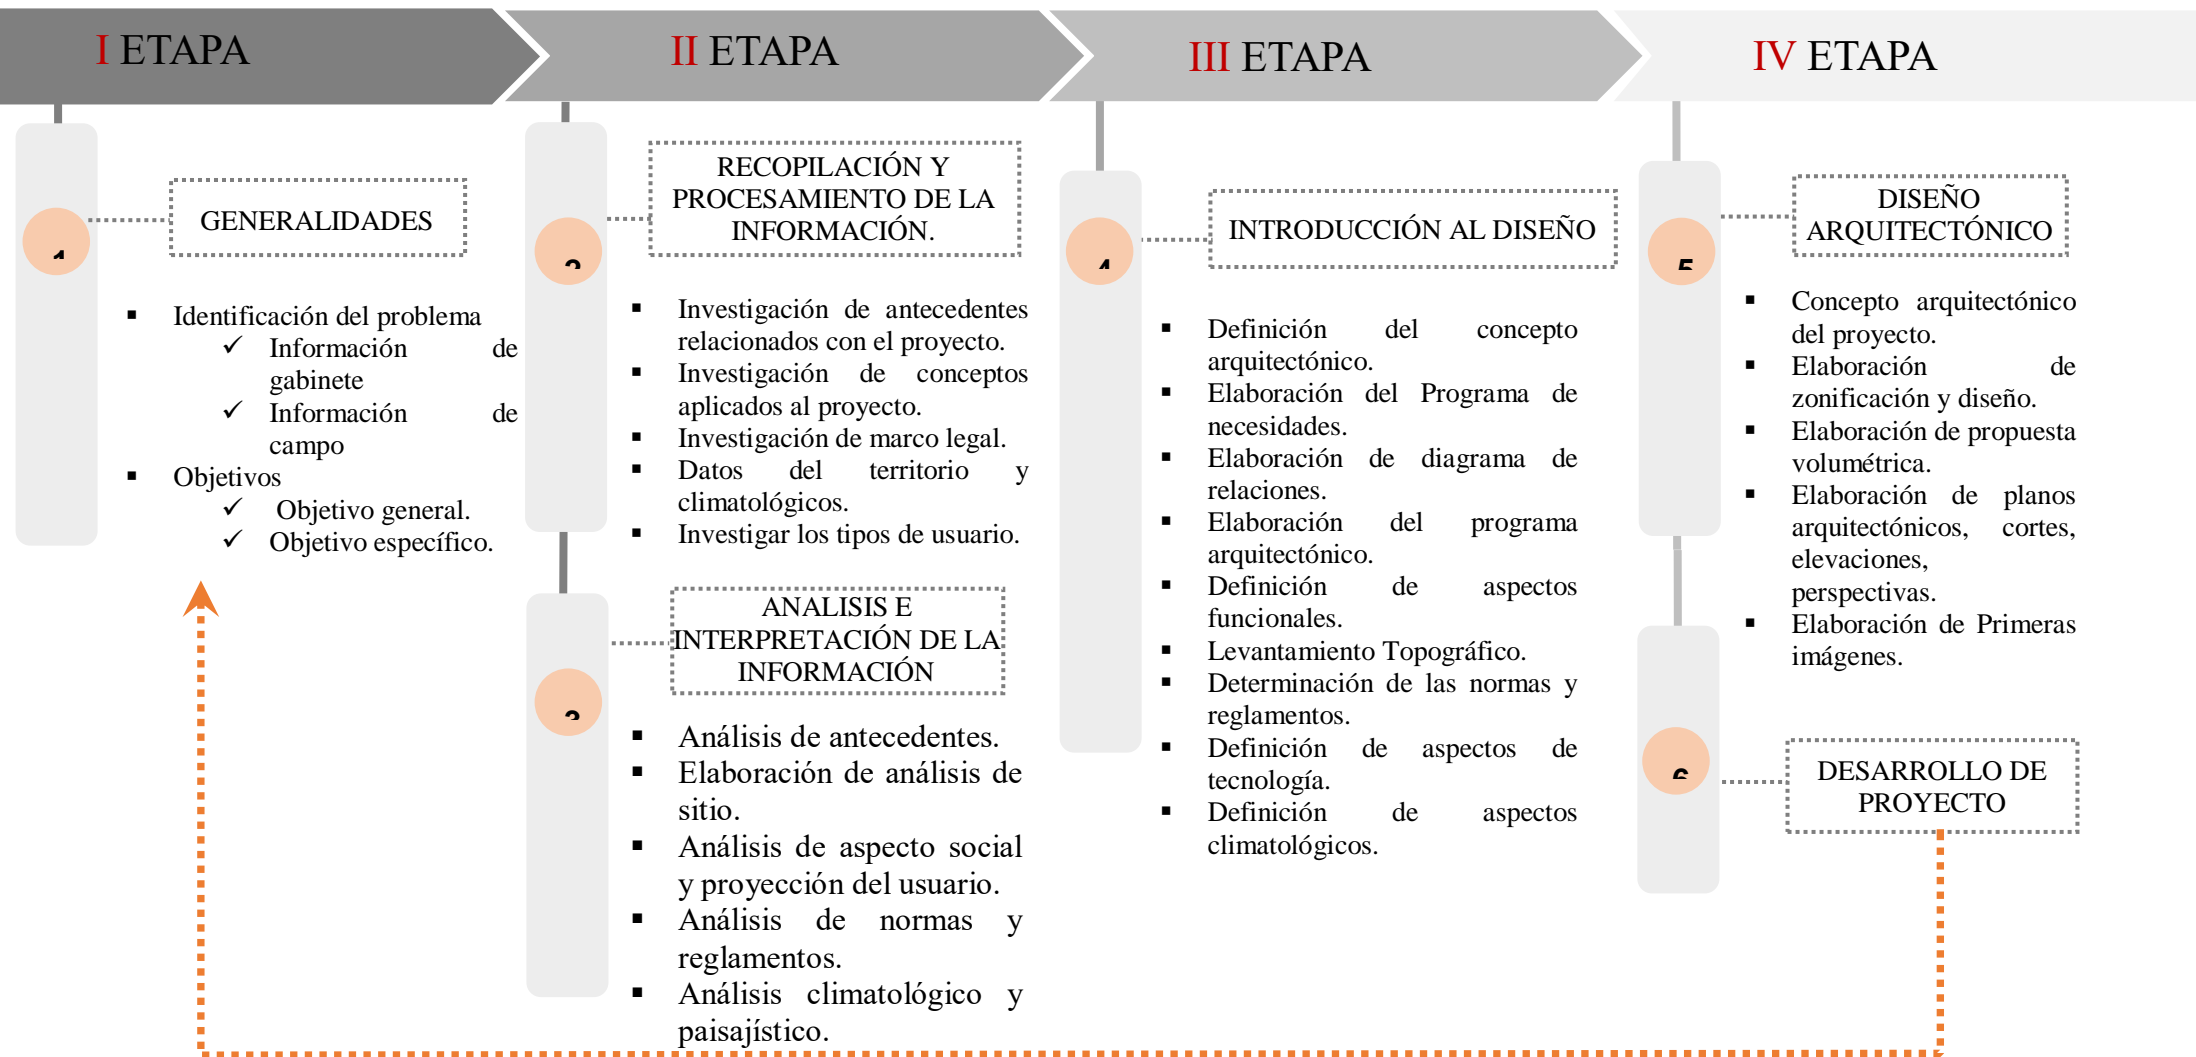 I ETAPA
II ETAPA
III ETAPA
IV ETAPA
1
GENERALIDADES
▪ Identificación del problema
✓ Información de
gabinete
✓ Información de
campo
▪ Objetivos
✓ Objetivo general.
✓ Objetivo específico.
RECOPILACIÓN Y
PROCESAMIENTO DE LA
INFORMACIÓN.
▪ Investigación de antecedentes
relacionados con el proyecto.
▪ Investigación de conceptos
aplicados al proyecto.
▪ Investigación de marco legal.
▪ Datos del territorio y
climatológicos.
▪ Investigar los tipos de usuario.
ANALISIS E
INTERPRETACIÓN DE LA
INFORMACIÓN
▪ Análisis de antecedentes.
▪ Elaboración de análisis de
sitio.
▪ Análisis de aspecto social
y proyección del usuario.
▪ Análisis de normas y
reglamentos.
▪ Análisis climatológico y
paisajístico.
4
INTRODUCCIÓN AL DISEÑO
▪ Definición del concepto
arquitectónico.
▪ Elaboración del Programa de
necesidades.
▪ Elaboración de diagrama de
relaciones.
▪ Elaboración del programa
arquitectónico.
▪ Definición de aspectos
funcionales.
▪ Levantamiento Topográfico.
▪ Determinación de las normas y
reglamentos.
▪ Definición de aspectos de
tecnología.
▪ Definición de aspectos
climatológicos.
5
DISEÑO
ARQUITECTÓNICO
▪ Concepto arquitectónico
del proyecto.
▪ Elaboración de
zonificación y diseño.
▪ Elaboración de propuesta
volumétrica.
▪ Elaboración de planos
arquitectónicos, cortes,
elevaciones,
perspectivas.
▪ Elaboración de Primeras
imágenes.
6
DESARROLLO DE
PROYECTO